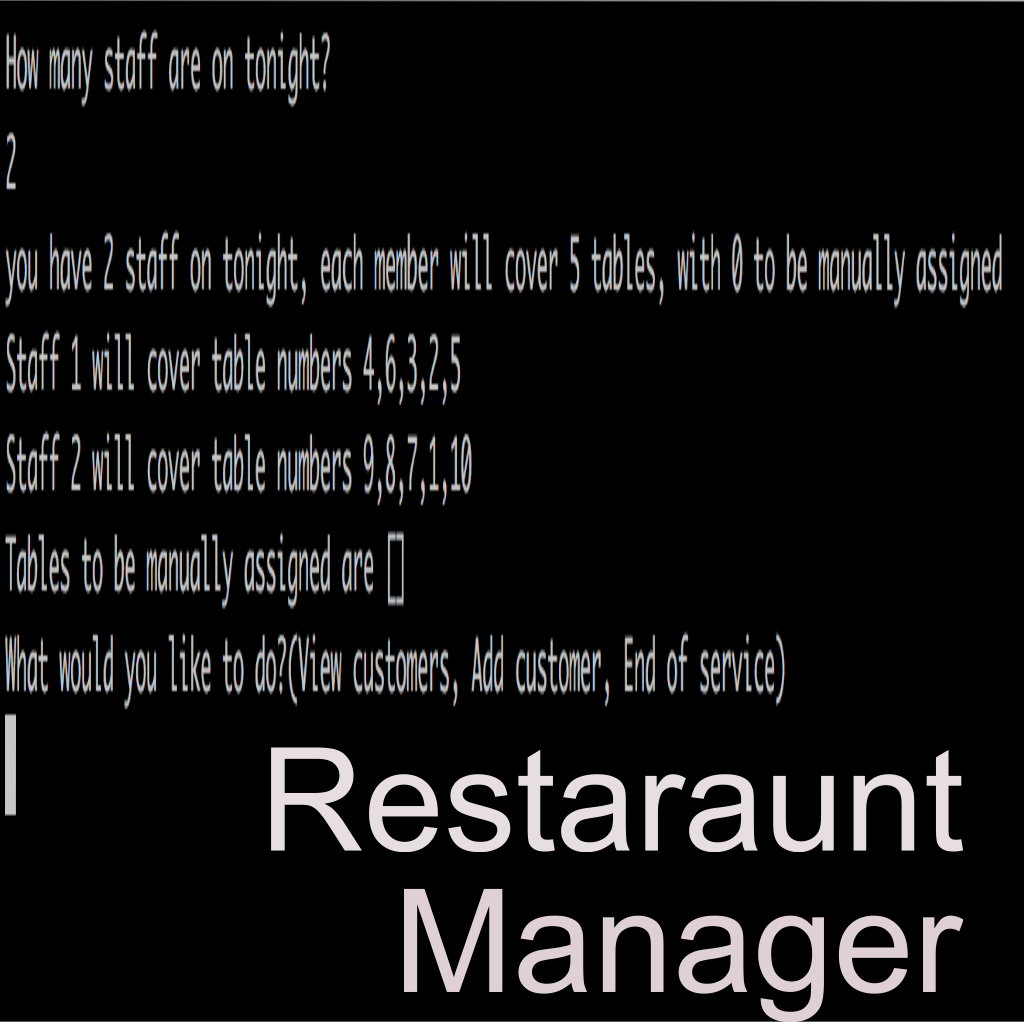 How many staff are on tonight?
2
you have 2 staff on tonight, each member will cover 5 tables, with 0 to be manually assigned
Staff 1 will cover table numbers 4,6,3,2,5
Staff 2 will cover table numbers 9,8,7,1,10
Tables to be manually assigned are []
What would you like to do?(View customers, Add customer, End of service)
Restaraunt
Manager